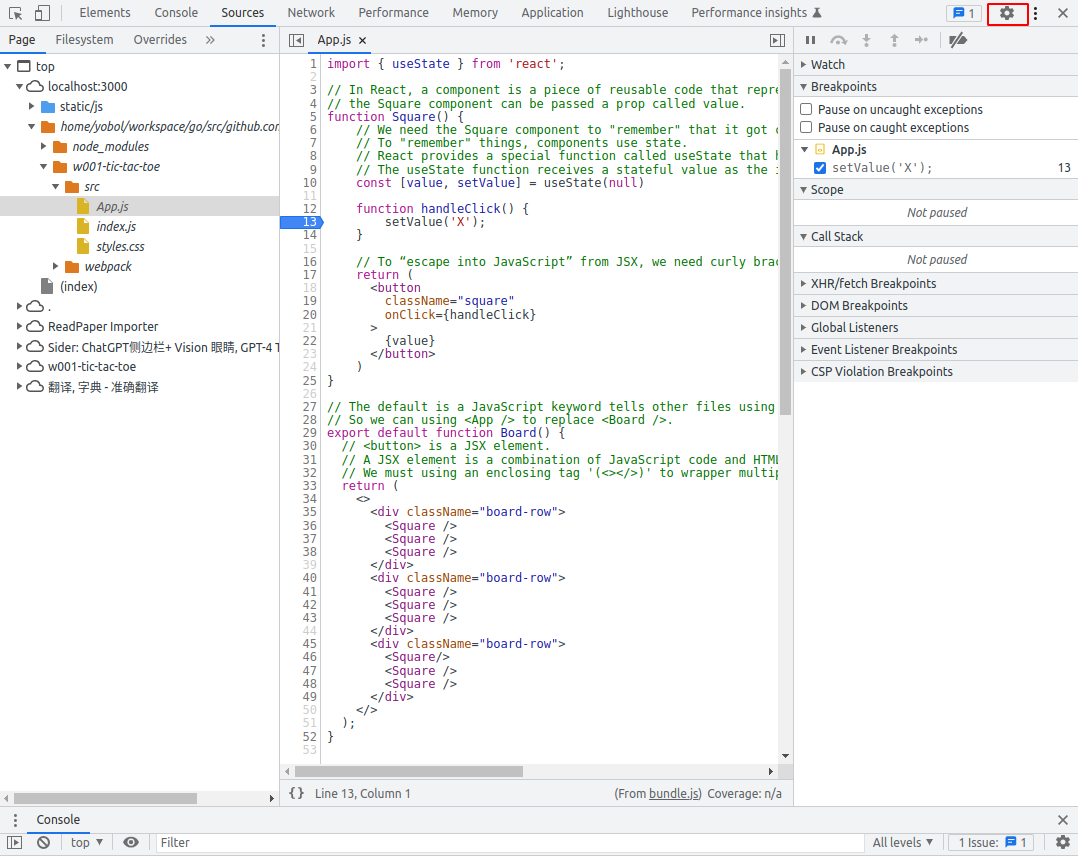 Elements Console Sources Network Performance Memory Application Lighthouse Performance insights 1
Page Filesystem Overrides »
top
localhost:3000
static/js
home/yobol/workspace/go/src/github.con
node_modules
w001-tic-tac-toe
src
App.js
index.js
styles.css
webpack
(index)
.
ReadPaper Importer
Sider: ChatGPT侧边栏+ Vision 眼睛, GPT-4 T
w001-tic-tac-toe
翻译, 字典 - 准确翻译
App.js ×
1 import { useState } from 'react';
2
3 // In React, a component is a piece of reusable code that repre
4 // the Square component can be passed a prop called value.
5 function Square() {
6 // We need the Square component to "remember" that it got c
7 // To "remember" things, components use state.
8 // React provides a special function called useState that h
9 // The useState function receives a stateful value as the i
10 const [value, setValue] = useState(null)
11
12 function handleClick() {
13 setValue('X');
14 }
15
16 // To “escape into JavaScript” from JSX, we need curly brac
17 return (
18 <button
19 className="square"
20 onClick={handleClick}
21 >
22 {value}
23 </button>
24 )
25 }
26
27 // The default is a JavaScript keyword tells other files using
28 // So we can using <App /> to replace <Board />.
29 export default function Board() {
30 // <button> is a JSX element.
31 // A JSX element is a combination of JavaScript code and HTML
32 // We must using an enclosing tag '(<></>)' to wrapper multip
33 return (
34 <>
35 <div className="board-row">
36 <Square />
37 <Square />
38 <Square />
39 </div>
40 <div className="board-row">
41 <Square />
42 <Square />
43 <Square />
44 </div>
45 <div className="board-row">
46 <Square/>
47 <Square />
48 <Square />
49 </div>
50 </>
51 );
52 }
53
{} Line 13, Column 1 (From bundle.js) Coverage: n/a
Watch
Breakpoints
Pause on uncaught exceptions
Pause on caught exceptions
App.js
setValue('X'); 13
Scope
Not paused
Call Stack
Not paused
XHR/fetch Breakpoints
DOM Breakpoints
Global Listeners
Event Listener Breakpoints
CSP Violation Breakpoints
Console
top Filter All levels 1 Issue: 1